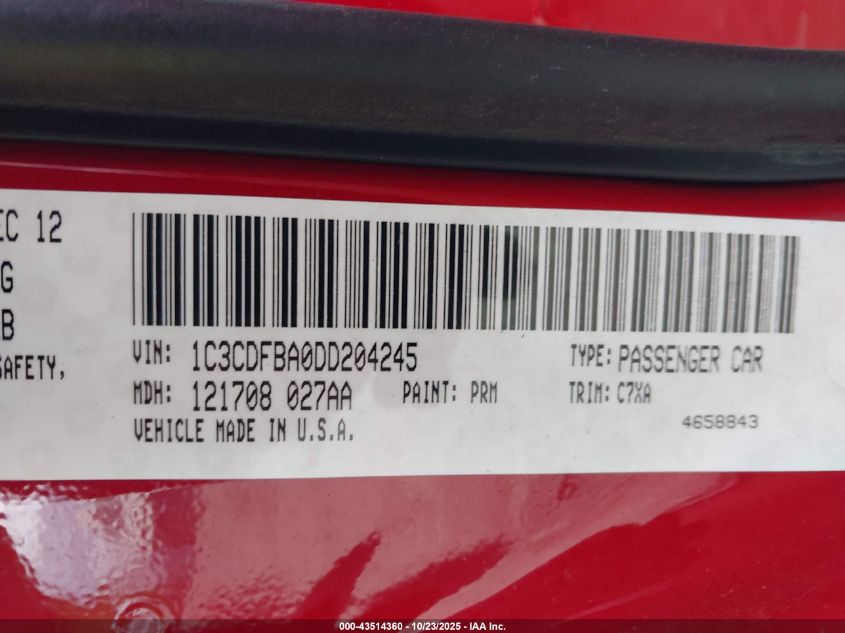 EC 12
G
B
SAFETY,
VIN: 1C3CDFBA0DD204245 TYPE: PASSENGER CAR
MDH: 121708 027AA PAINT: PRM TRIM: C7XA
VEHICLE MADE IN U.S.A. 4658843
000-43514360 - 10/23/2025 - IAA Inc.